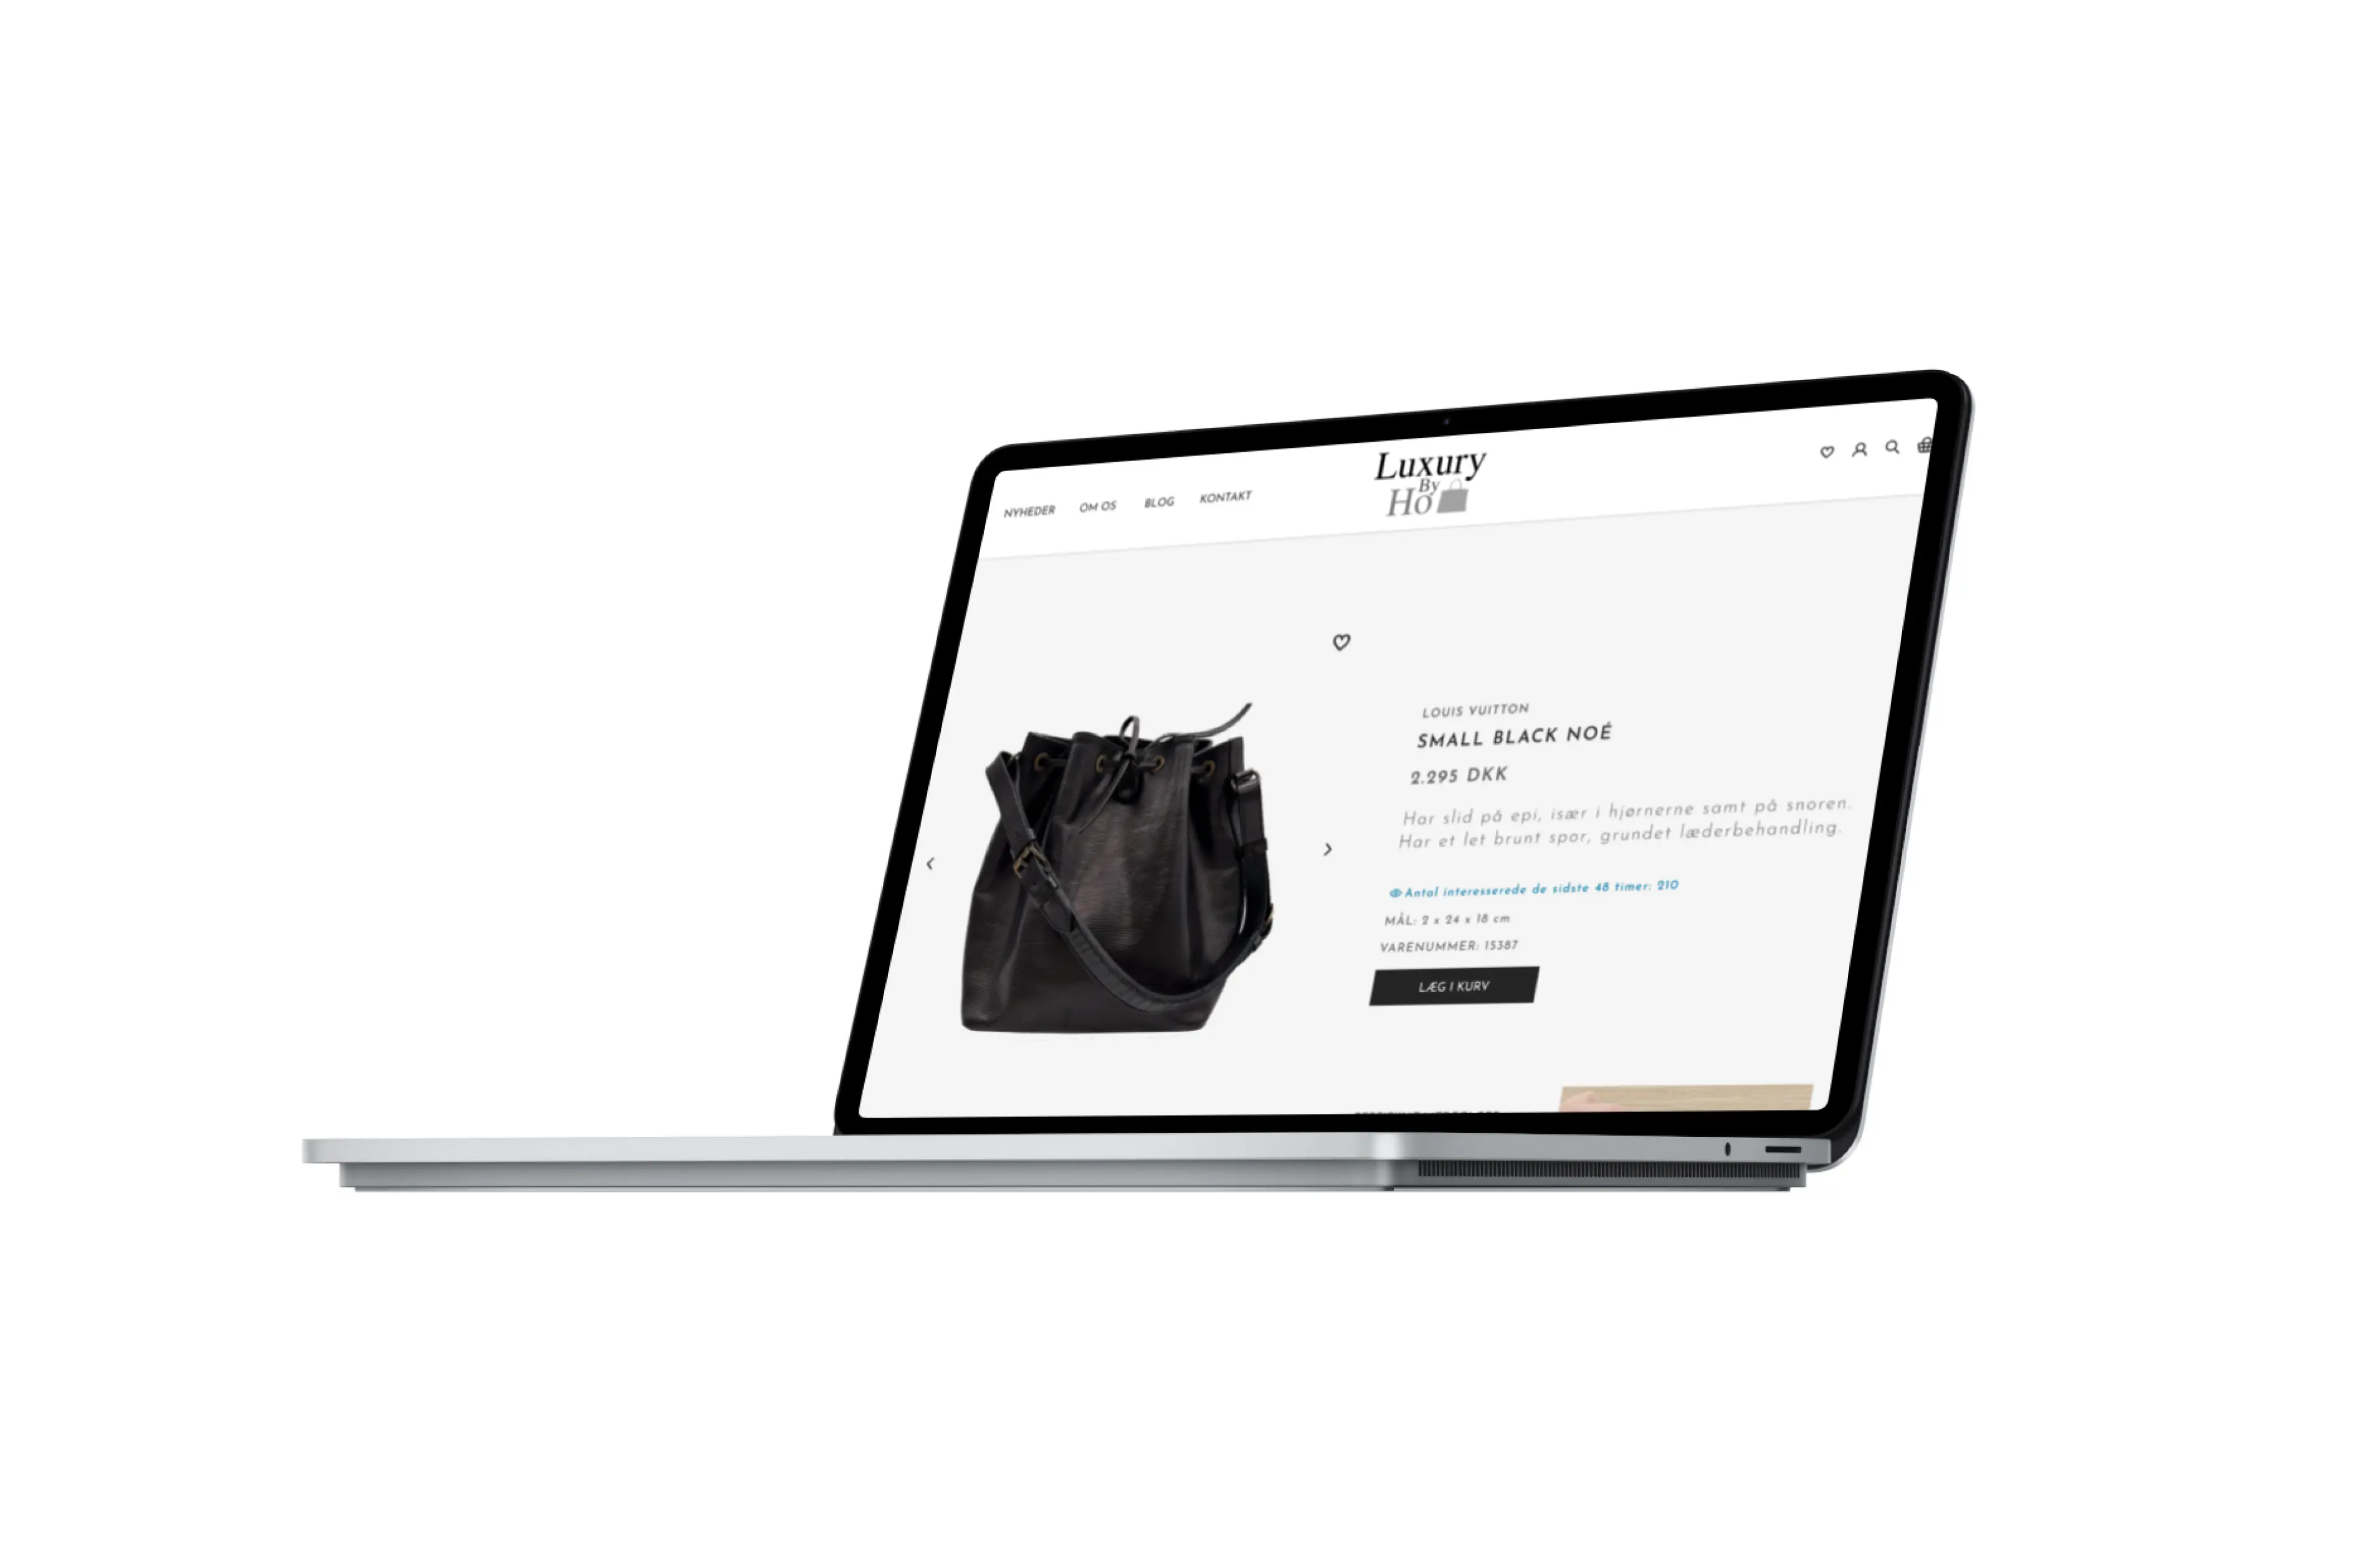 NYHEDER OM OS BLOG KONTAKT
Luxury
By
Ho
LOUIS VUITTON
SMALL BLACK NOÉ
2.295 DKK
Har slid på epi, især i hjørnerne samt på snoren.
Har et let brunt spor, grundet læderbehandling.
Antal interesserede de sidste 48 timer: 210
MÅL: 2 x 24 x 18 cm
VARENUMMER: 15387
LÆG I KURV